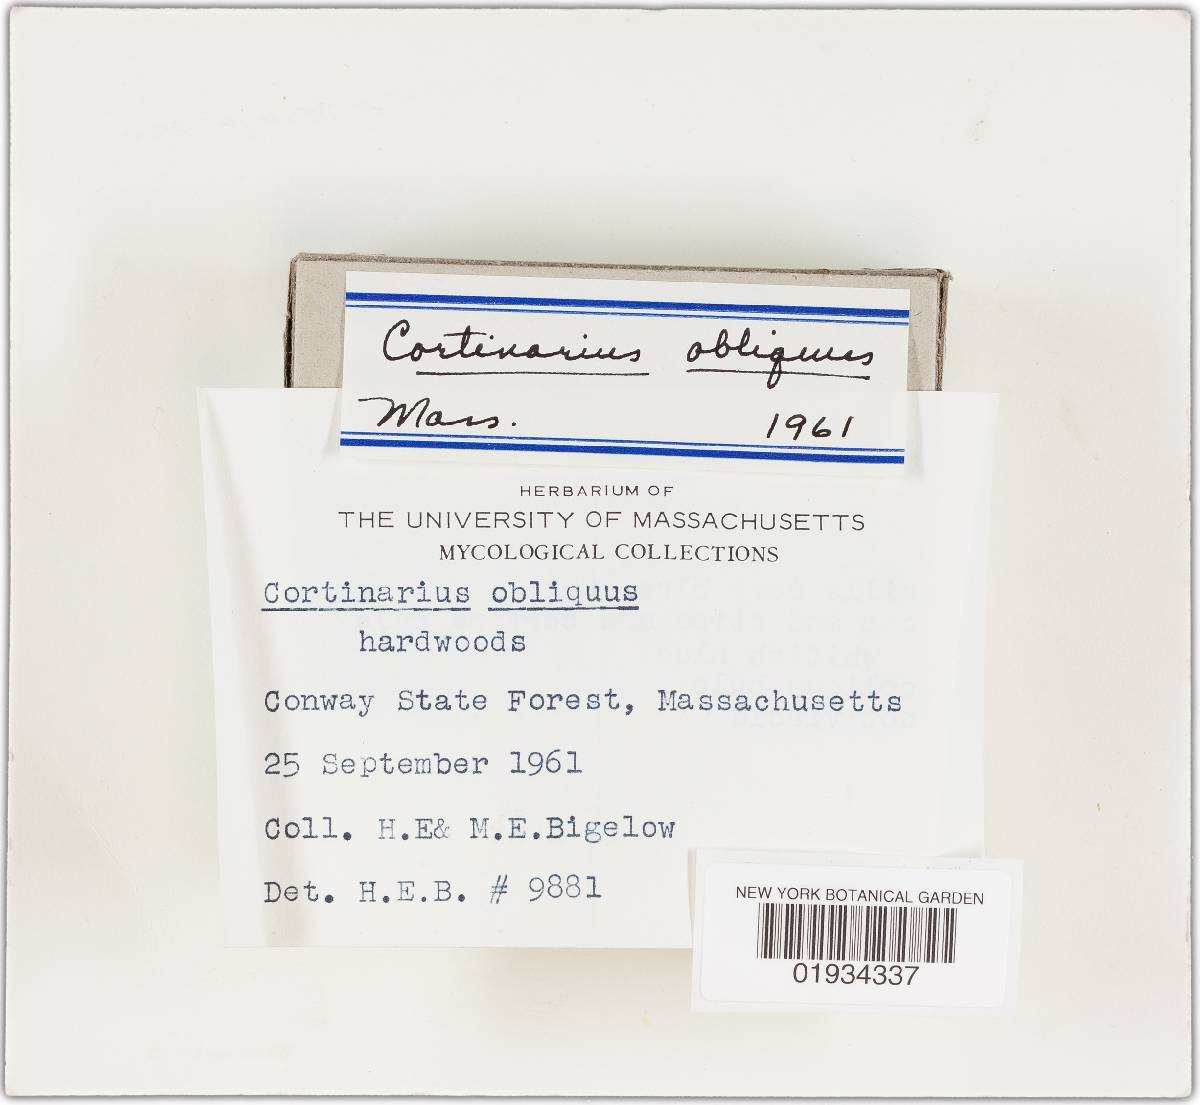 Cortinarius obliquus
Mass. 1961
HERBARIUM OF
THE UNIVERSITY OF MASSACHUSETTS
MYCOLOGICAL COLLECTIONS
Cortinarius obliquus
hardwoods
Conway State Forest, Massachusetts
25 September 1961
Coll. H.E& M.E.Bigelow
Det. H.E.B. # 9881
NEW YORK BOTANICAL GARDEN
01934337